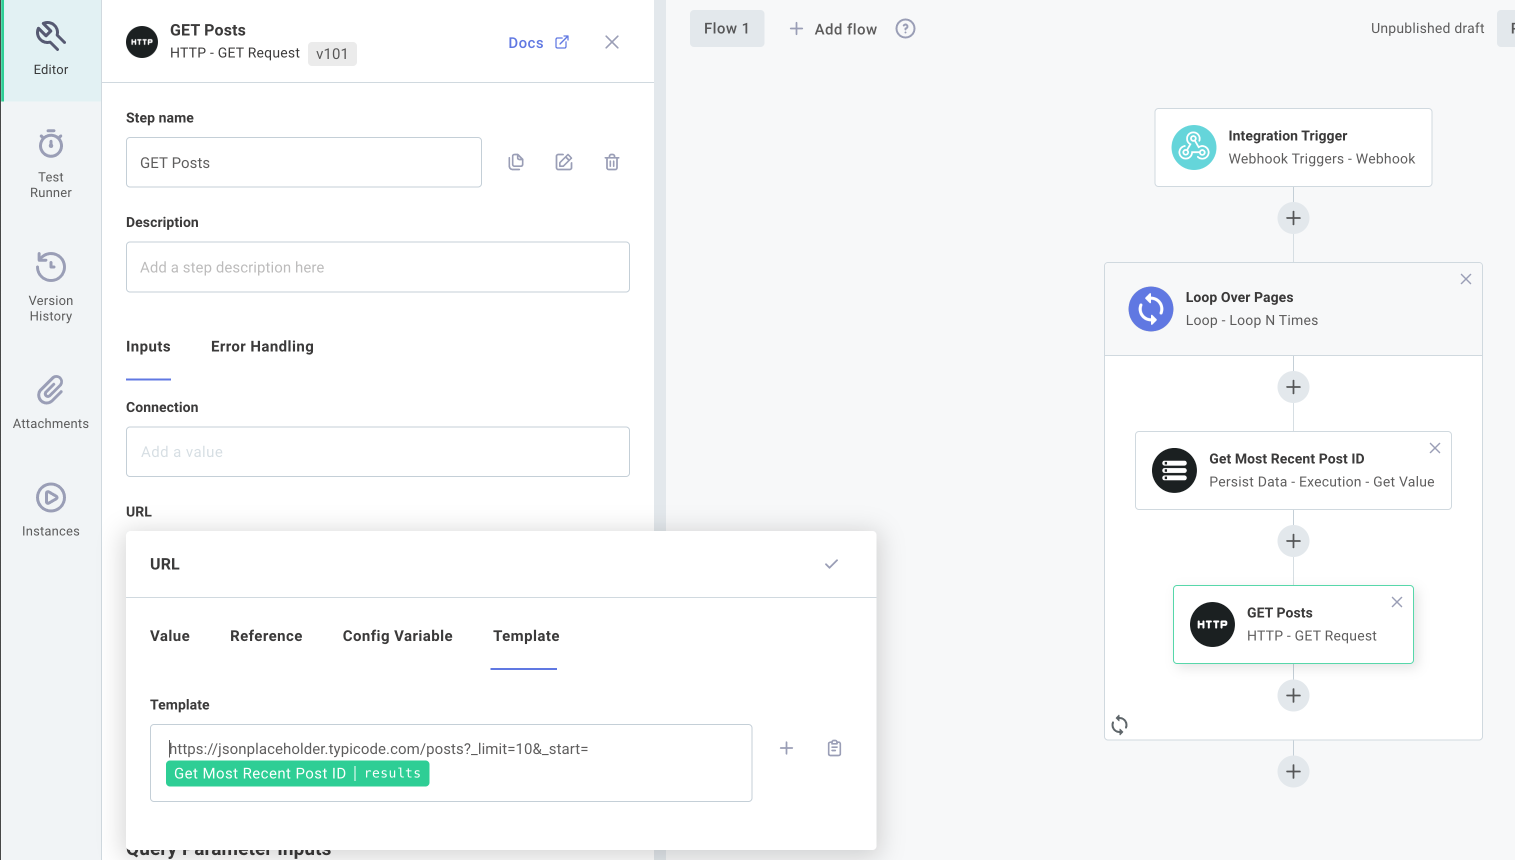 Editor
Test
Runner
Version
History
Attachments
Instances
HTTP
GET Posts
HTTP - GET Request v101
Docs
Step name
GET Posts
Description
Add a step description here
Inputs Error Handling
Connection
Add a value
URL
URL
Value Reference Config Variable Template
Template
https://jsonplaceholder.typicode.com/posts?_limit=10&_start=
Get Most Recent Post ID | results
Query Parameter Inputs
Flow 1 + Add flow ?
Unpublished draft
Integration Trigger
Webhook Triggers - Webhook
Loop Over Pages
Loop - Loop N Times
Get Most Recent Post ID
Persist Data - Execution - Get Value
HTTP
GET Posts
HTTP - GET Request